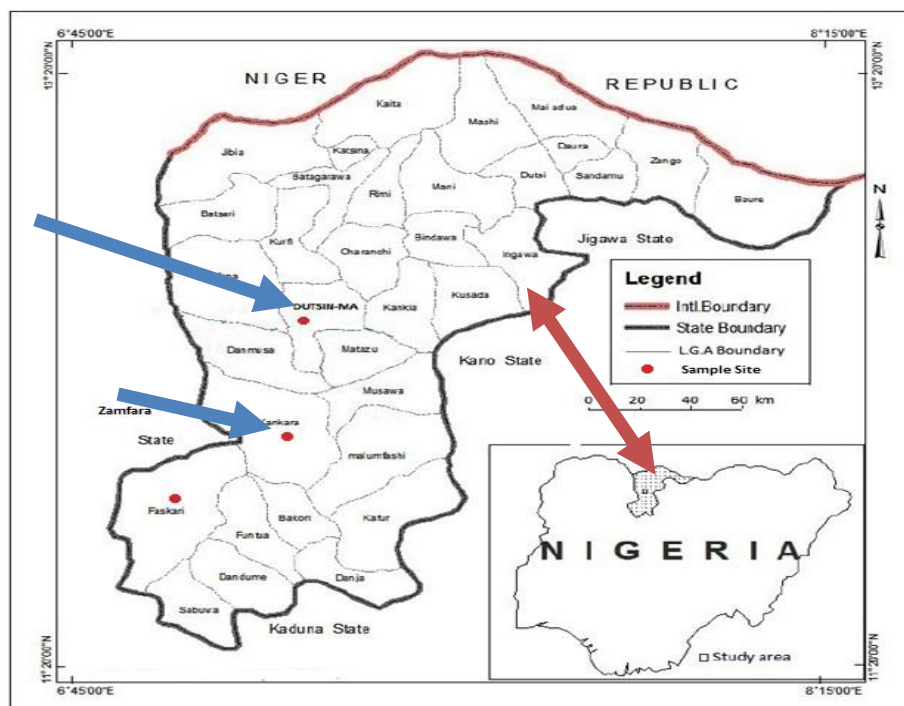 6°45'00"E
8°15'00"E
13°20'00"N
13°20'00"N
NIGER
REPUBLIC
Kaita
Mashi
Mai adua
Jibia
Katsina
Daura
Zango
Batagarawa
Dutsi
Sandamu
Rimi
Mani
Baure
N
Batsari
Kurfi
Charanchi
Bindawa
Ingawa
Jigawa State
DUTSIN-MA
Kankia
Kusada
Danmusa
Matazu
Kano State
Musawa
Zamfara
State
malumfashi
Faskari
Bakori
Kafur
Funtua
Dandume
Danja
Sabuwa
Kaduna State
Legend
Intl.Boundary
State Boundary
L.G.A Boundary
Sample Site
0 20 40 60
km
NIGERIA
Study area
11°20'00"N
11°20'00"N
6°45'00"E
8°15'00"E